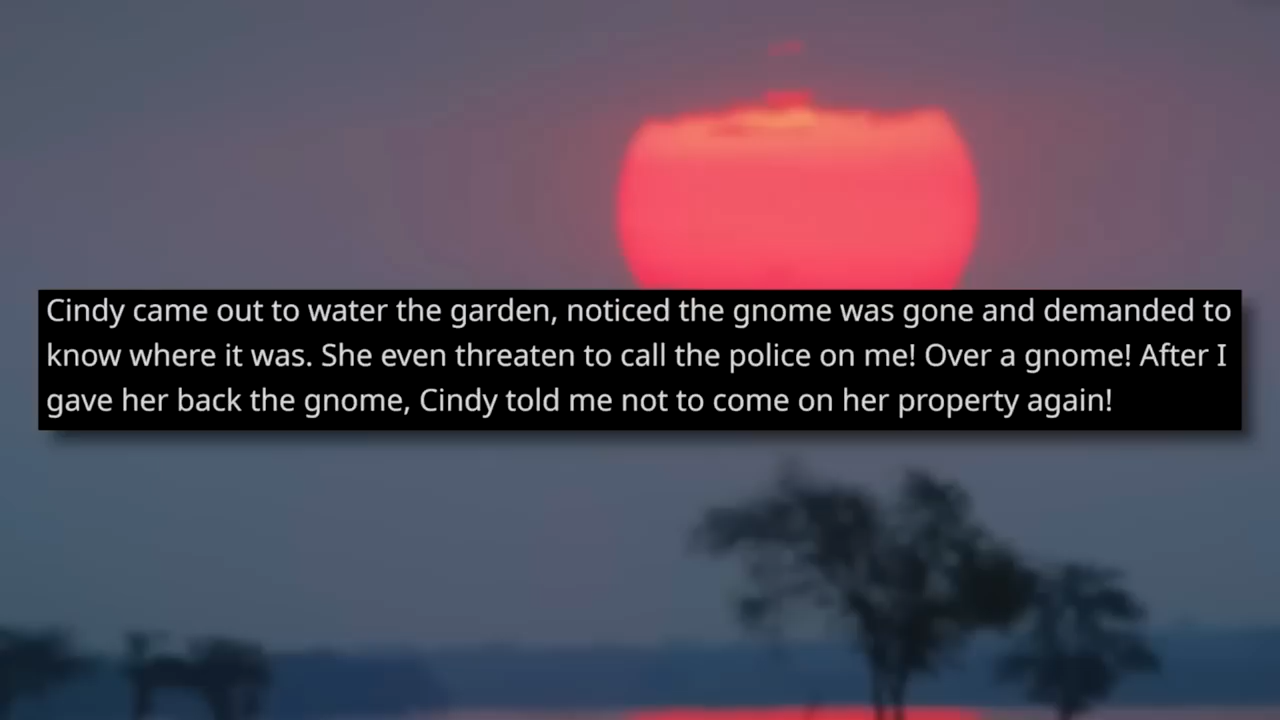 Cindy came out to water the garden, noticed the gnome was gone and demanded to
know where it was. She even threaten to call the police on me! Over a gnome! After I
gave her back the gnome, Cindy told me not to come on her property again!